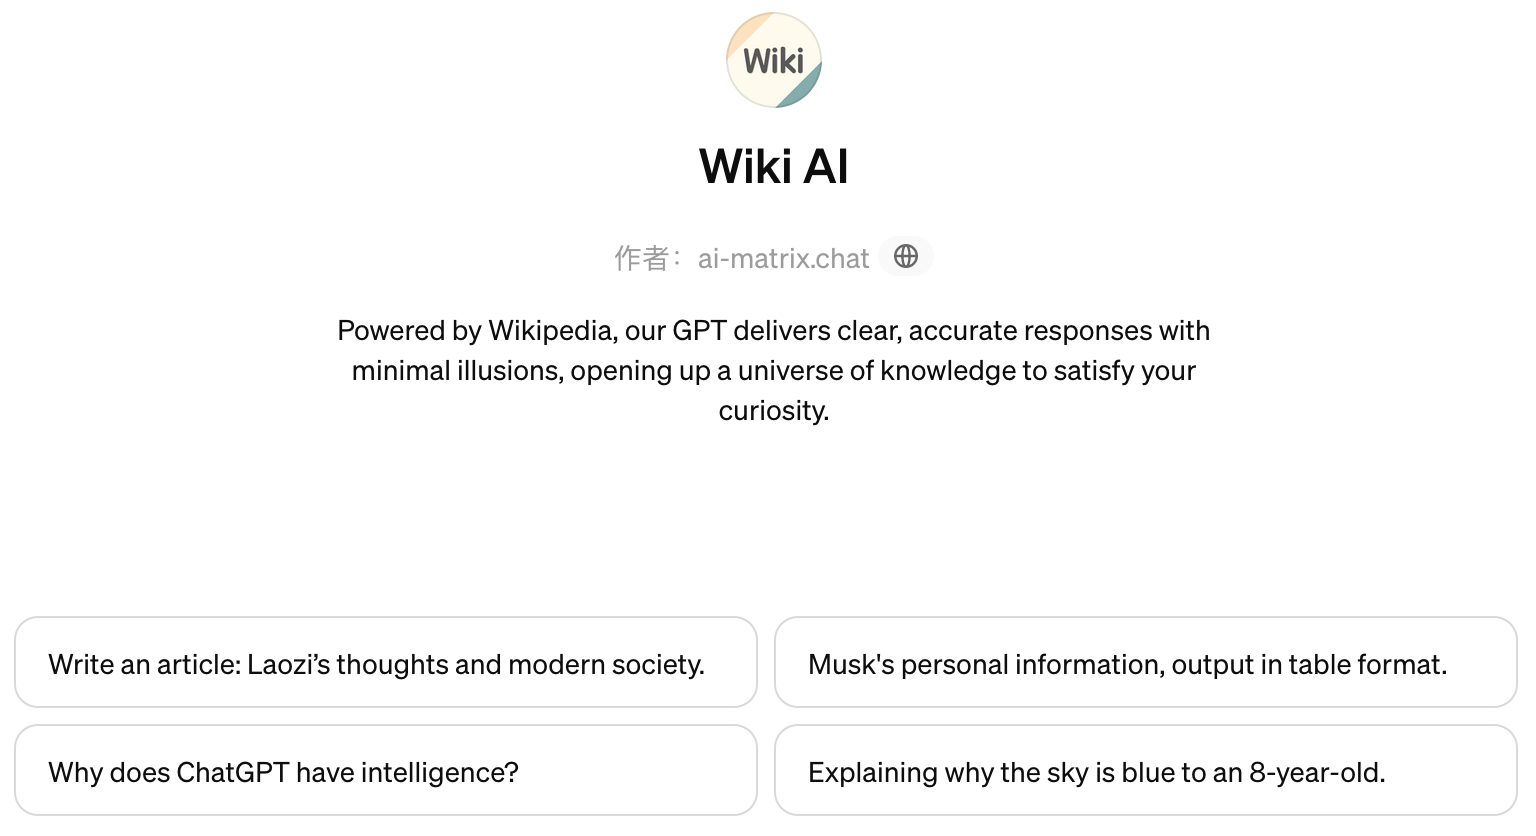 Wiki
Wiki AI
作者：ai-matrix.chat
Powered by Wikipedia, our GPT delivers clear, accurate responses with
minimal illusions, opening up a universe of knowledge to satisfy your
curiosity.
Write an article: Laozi’s thoughts and modern society.
Musk's personal information, output in table format.
Why does ChatGPT have intelligence?
Explaining why the sky is blue to an 8-year-old.